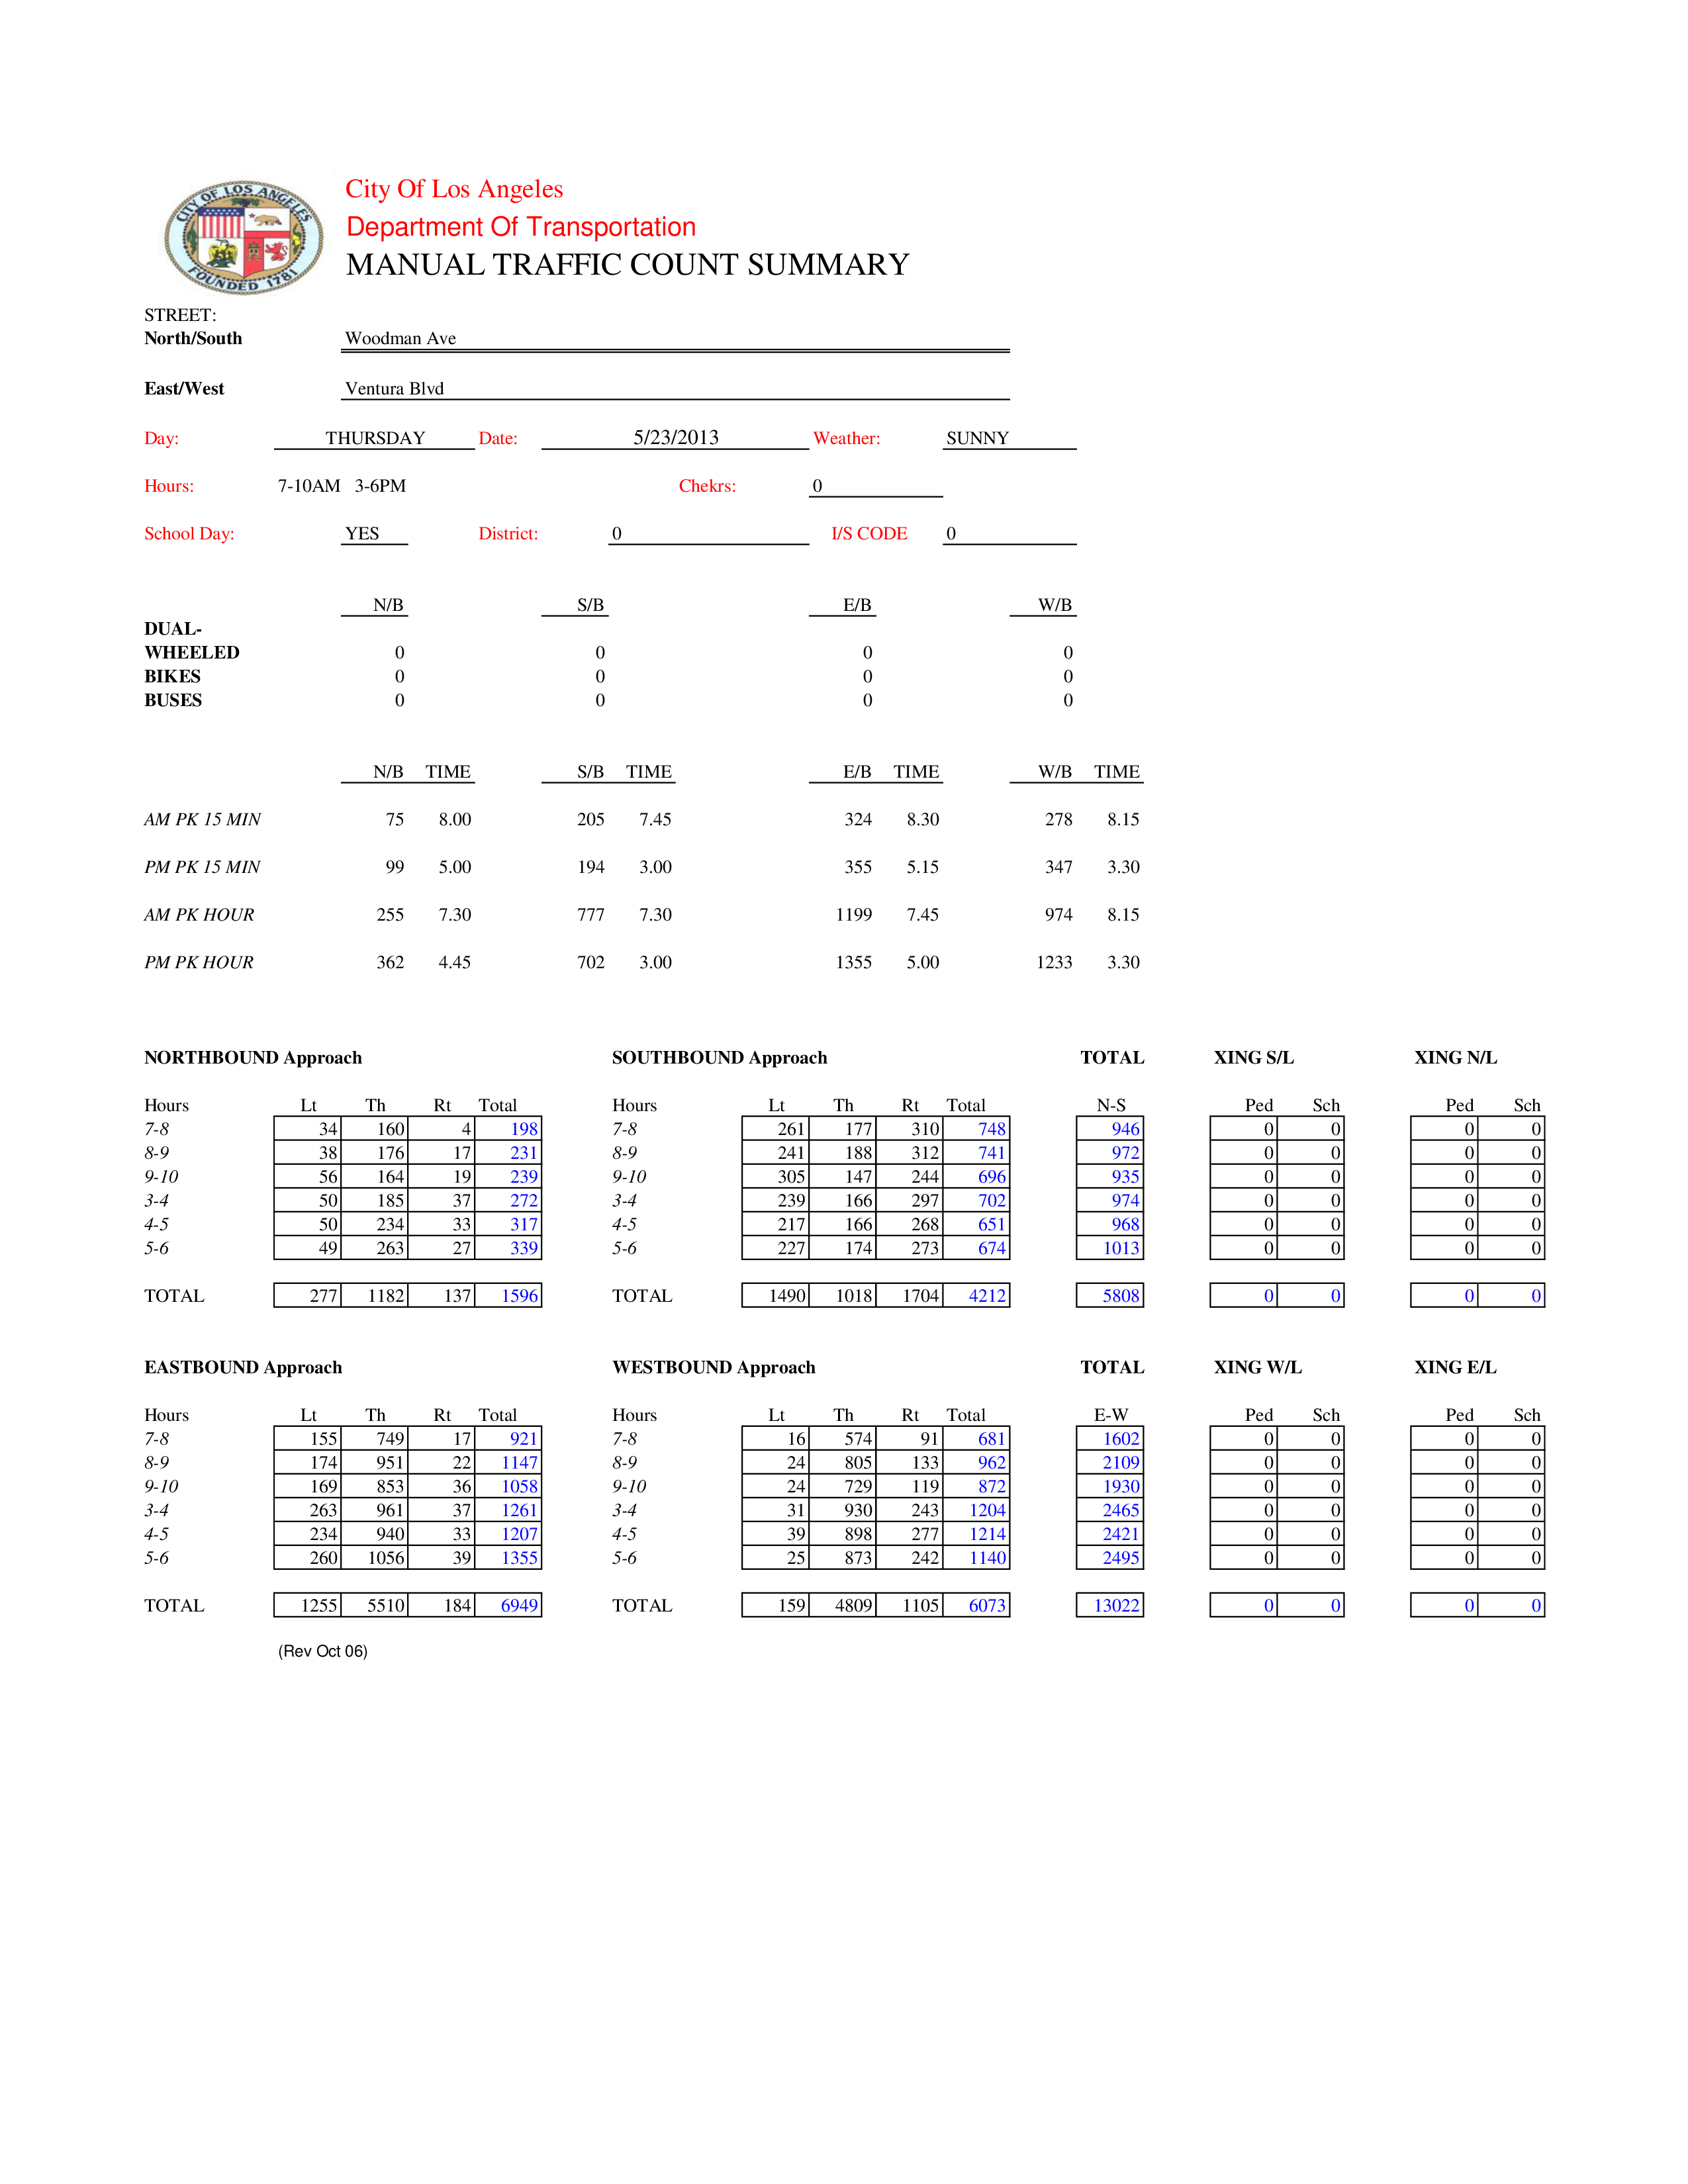 CITY OF LOS ANGELES
FOUNDED 1781
City Of Los Angeles
Department Of Transportation
MANUAL TRAFFIC COUNT SUMMARY
STREET:
North/South Woodman Ave
East/West Ventura Blvd
Day: THURSDAY Date: 5/23/2013 Weather: SUNNY
Hours: 7-10AM 3-6PM Chekrs: 0
School Day: YES District: 0 I/S CODE 0
N/B S/B E/B W/B
DUAL-
WHEELED 0 0 0 0
BIKES 0 0 0 0
BUSES 0 0 0 0
N/B TIME S/B TIME E/B TIME W/B TIME
AM PK 15 MIN 75 8.00 205 7.45 324 8.30 278 8.15
PM PK 15 MIN 99 5.00 194 3.00 355 5.15 347 3.30
AM PK HOUR 255 7.30 777 7.30 1199 7.45 974 8.15
PM PK HOUR 362 4.45 702 3.00 1355 5.00 1233 3.30
NORTHBOUND Approach SOUTHBOUND Approach TOTAL XING S/L XING N/L
Hours Lt Th Rt Total Hours Lt Th Rt Total N-S Ped Sch Ped Sch
7-8 34 160 4 198 7-8 261 177 310 748 946 0 0 0 0
8-9 38 176 17 231 8-9 241 188 312 741 972 0 0 0 0
9-10 56 164 19 239 9-10 305 147 244 696 935 0 0 0 0
3-4 50 185 37 272 3-4 239 166 297 702 974 0 0 0 0
4-5 50 234 33 317 4-5 217 166 268 651 968 0 0 0 0
5-6 49 263 27 339 5-6 227 174 273 674 1013 0 0 0 0
TOTAL 277 1182 137 1596 TOTAL 1490 1018 1704 4212 5808 0 0 0 0
EASTBOUND Approach WESTBOUND Approach TOTAL XING W/L XING E/L
Hours Lt Th Rt Total Hours Lt Th Rt Total E-W Ped Sch Ped Sch
7-8 155 749 17 921 7-8 16 574 91 681 1602 0 0 0 0
8-9 174 951 22 1147 8-9 24 805 133 962 2109 0 0 0 0
9-10 169 853 36 1058 9-10 24 729 119 872 1930 0 0 0 0
3-4 263 961 37 1261 3-4 31 930 243 1204 2465 0 0 0 0
4-5 234 940 33 1207 4-5 39 898 277 1214 2421 0 0 0 0
5-6 260 1056 39 1355 5-6 25 873 242 1140 2495 0 0 0 0
TOTAL 1255 5510 184 6949 TOTAL 159 4809 1105 6073 13022 0 0 0 0
(Rev Oct 06)